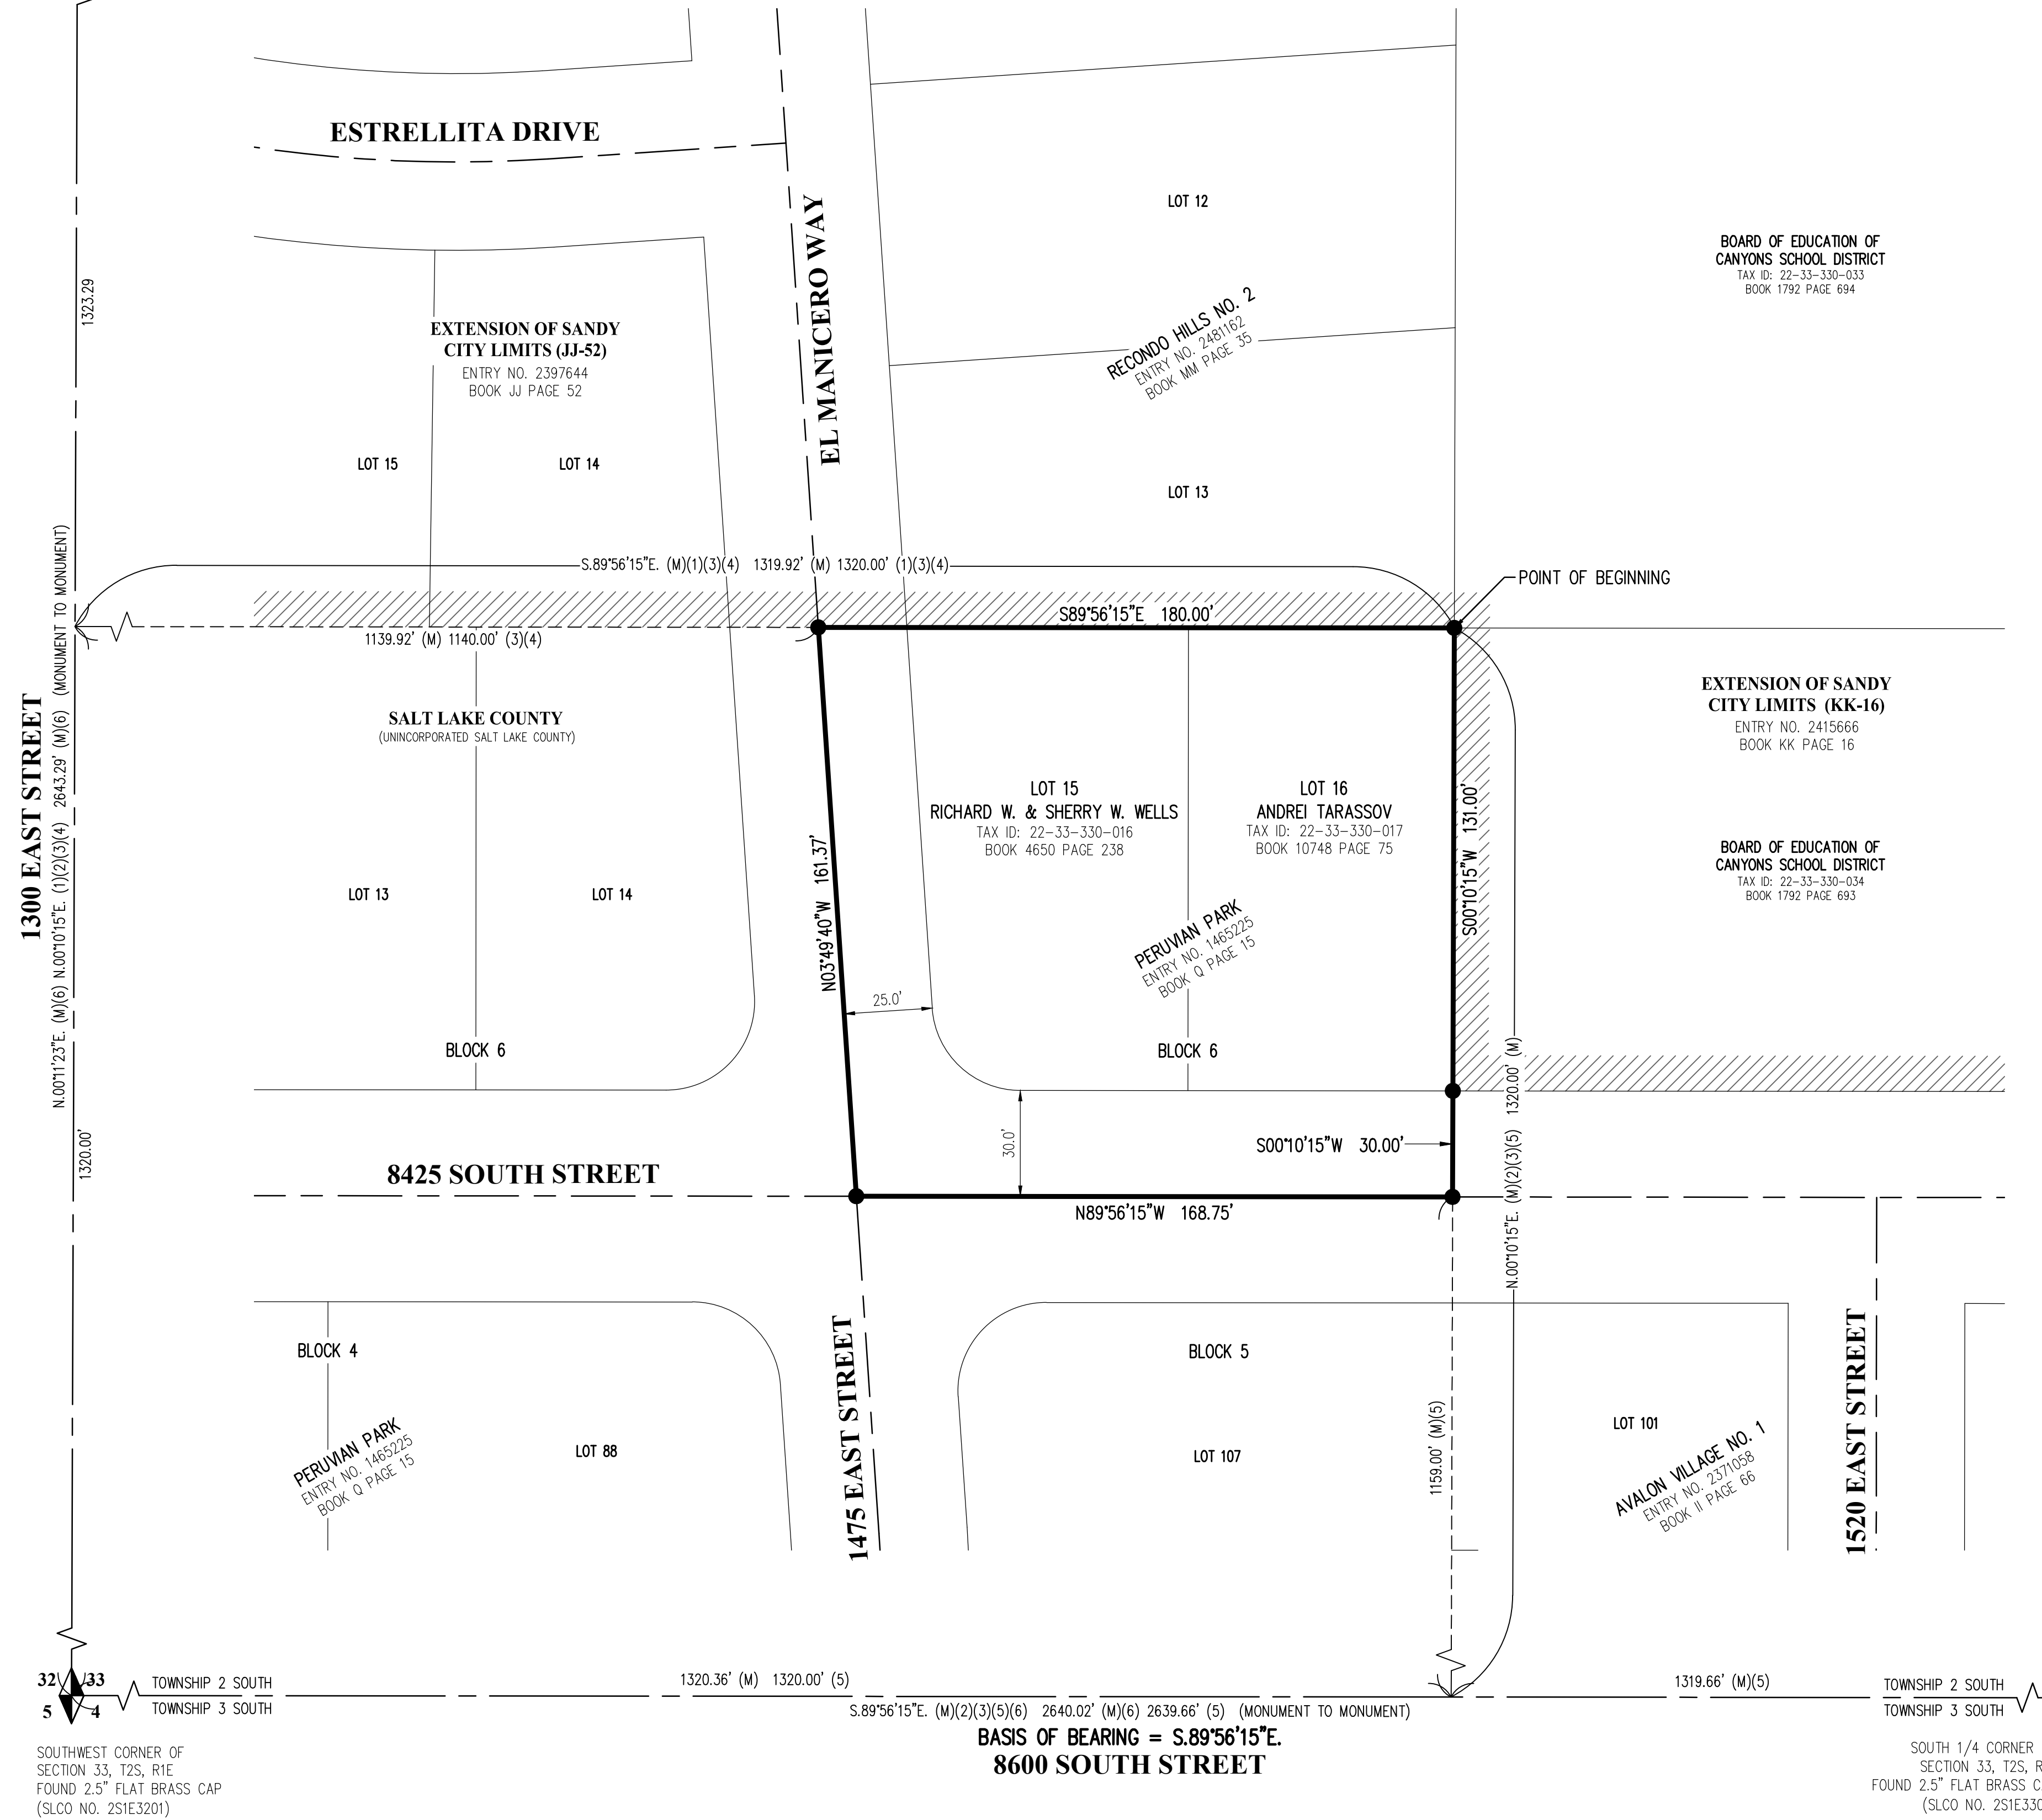 ESTRELLITA DRIVE
EL MANICERO WAY
LOT 12
BOARD OF EDUCATION OF
CANYONS SCHOOL DISTRICT
TAX ID: 22-33-330-033
BOOK 1792 PAGE 694
1323.29
EXTENSION OF SANDY
CITY LIMITS (JJ-52)
ENTRY NO. 2397644
BOOK JJ PAGE 52
RECONDO HILLS NO. 2
ENTRY NO. 2481162
BOOK MM PAGE 35
LOT 15
LOT 14
LOT 13
S.89°56'15"E. (M)(1)(3)(4) 1319.92' (M) 1320.00' (1)(3)(4)
POINT OF BEGINNING
S89°56'15"E 180.00'
1139.92' (M) 1140.00' (3)(4)
1300 EAST STREET
N.00°11'23"E. (M)(6) N.00°10'15"E. (1)(2)(3)(4) 2643.29' (M)(6) (MONUMENT TO MONUMENT)
SALT LAKE COUNTY
(UNINCORPORATED SALT LAKE COUNTY)
EXTENSION OF SANDY
CITY LIMITS (KK-16)
ENTRY NO. 2415666
BOOK KK PAGE 16
LOT 15
RICHARD W. & SHERRY W. WELLS
TAX ID: 22-33-330-016
BOOK 4650 PAGE 238
LOT 16
ANDREI TARASSOV
TAX ID: 22-33-330-017
BOOK 10748 PAGE 75
S00°10'15"W 131.00'
N03°49'40"W 161.37'
BOARD OF EDUCATION OF
CANYONS SCHOOL DISTRICT
TAX ID: 22-33-330-034
BOOK 1792 PAGE 693
LOT 13
LOT 14
PERUVIAN PARK
ENTRY NO. 1465225
BOOK Q PAGE 15
25.0'
BLOCK 6
BLOCK 6
1320.00'
30.0'
S00°10'15"W 30.00'
N.00°10'15"E. (M)(2)(3)(5) 1320.00' (M)
8425 SOUTH STREET
N89°56'15"W 168.75'
BLOCK 4
1475 EAST STREET
BLOCK 5
1520 EAST STREET
PERUVIAN PARK
ENTRY NO. 1465225
BOOK Q PAGE 15
LOT 88
LOT 107
1159.00' (M)(5)
LOT 101
AVALON VILLAGE NO. 1
ENTRY NO. 2371058
BOOK II PAGE 66
32 33
5 4
TOWNSHIP 2 SOUTH
TOWNSHIP 3 SOUTH
1320.36' (M) 1320.00' (5)
1319.66' (M)(5)
TOWNSHIP 2 SOUTH
TOWNSHIP 3 SOUTH
S.89°56'15"E. (M)(2)(3)(5)(6) 2640.02' (M)(6) 2639.66' (5) (MONUMENT TO MONUMENT)
BASIS OF BEARING = S.89°56'15"E.
8600 SOUTH STREET
SOUTHWEST CORNER OF
SECTION 33, T2S, R1E
FOUND 2.5" FLAT BRASS CAP
(SLCO NO. 2S1E3201)
SOUTH 1/4 CORNER
SECTION 33, T2S, R
FOUND 2.5" FLAT BRASS C
(SLCO NO. 2S1E330